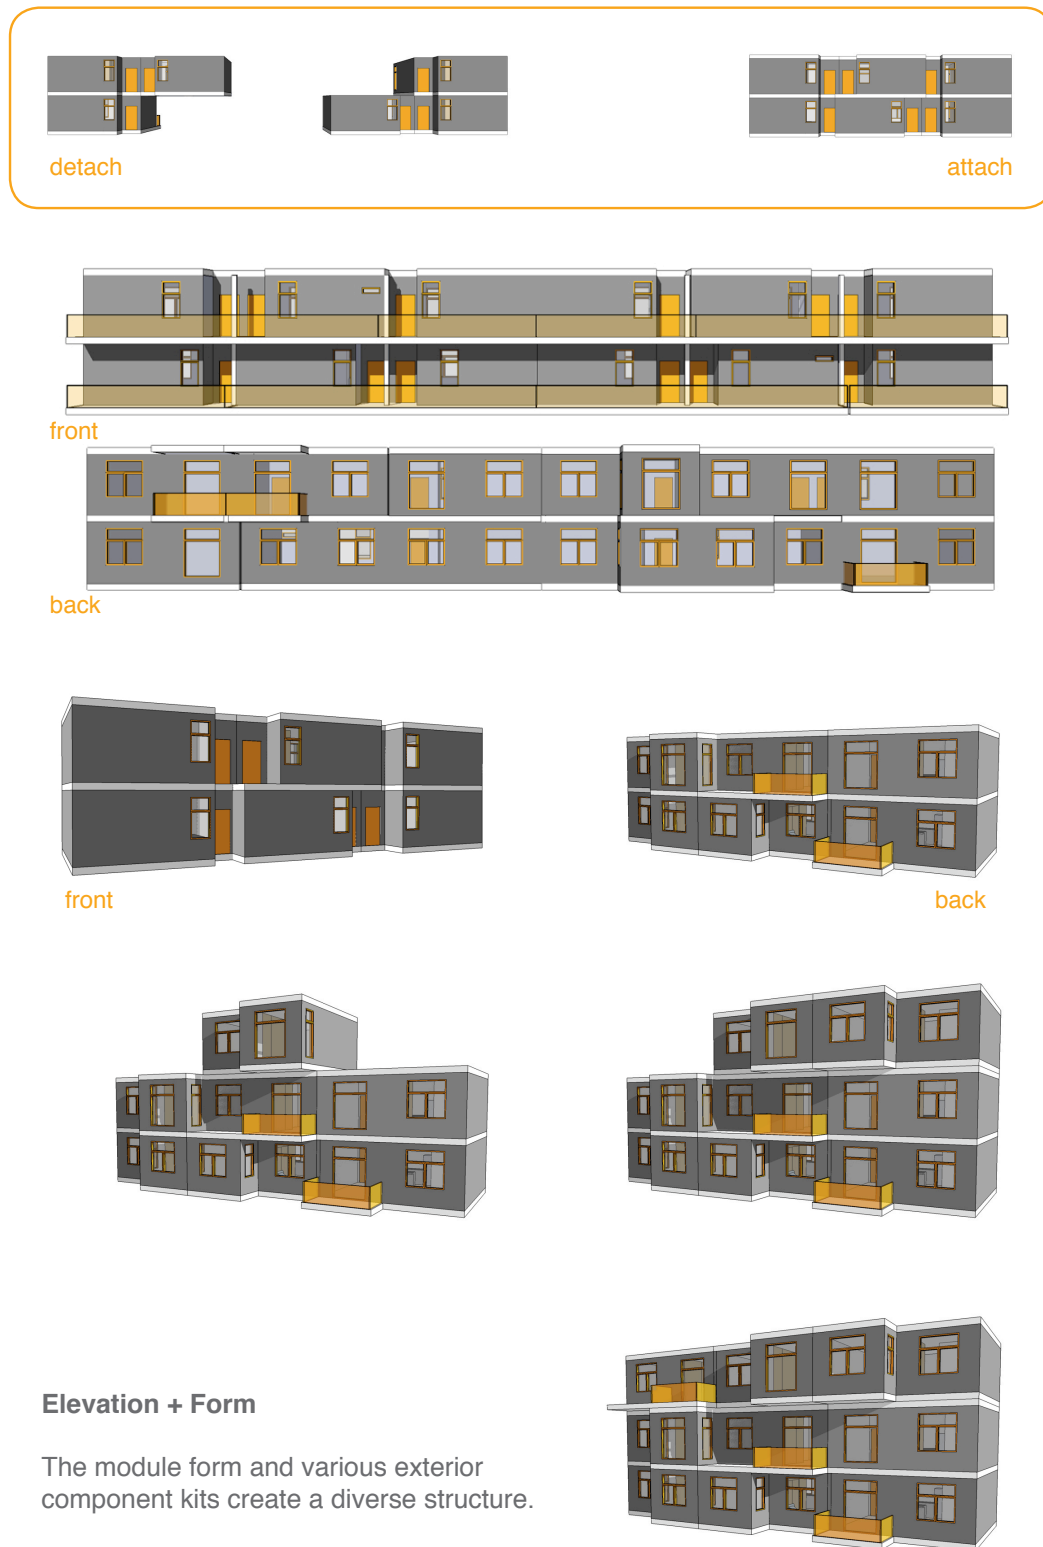 detach
attach
front
back
front
back
Elevation + Form
The module form and various exterior
component kits create a diverse structure.